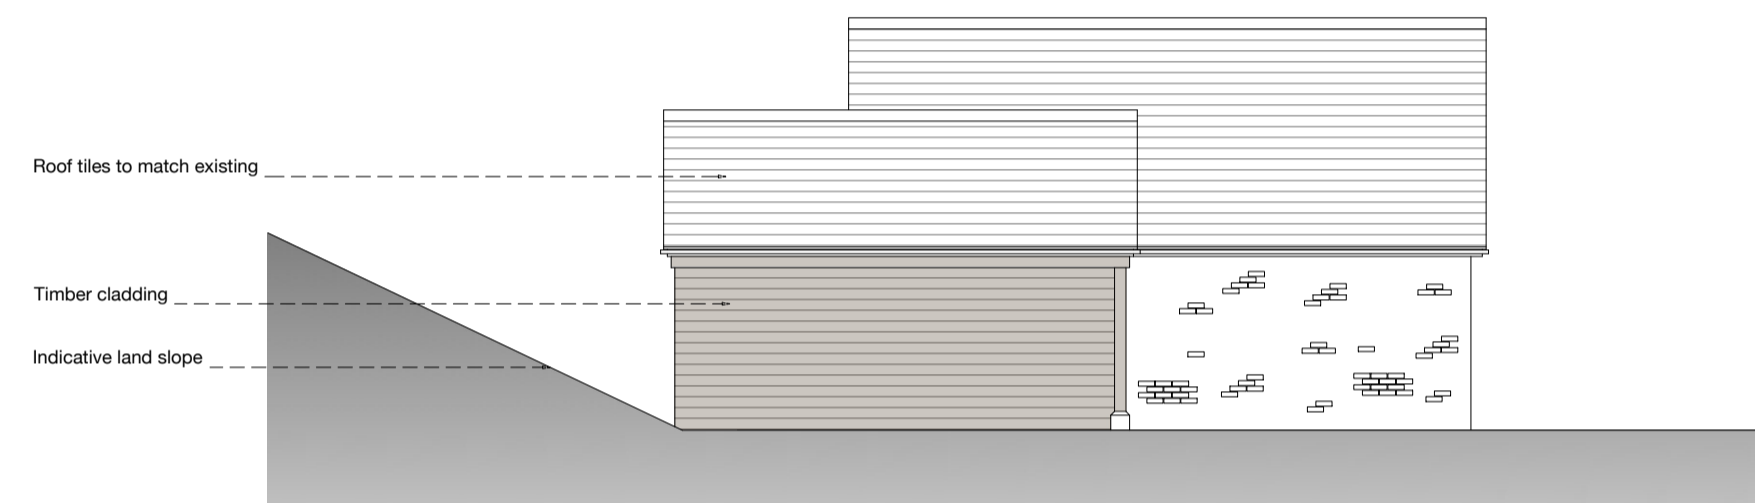 Roof tiles to match existing
Timber cladding
Indicative land slope